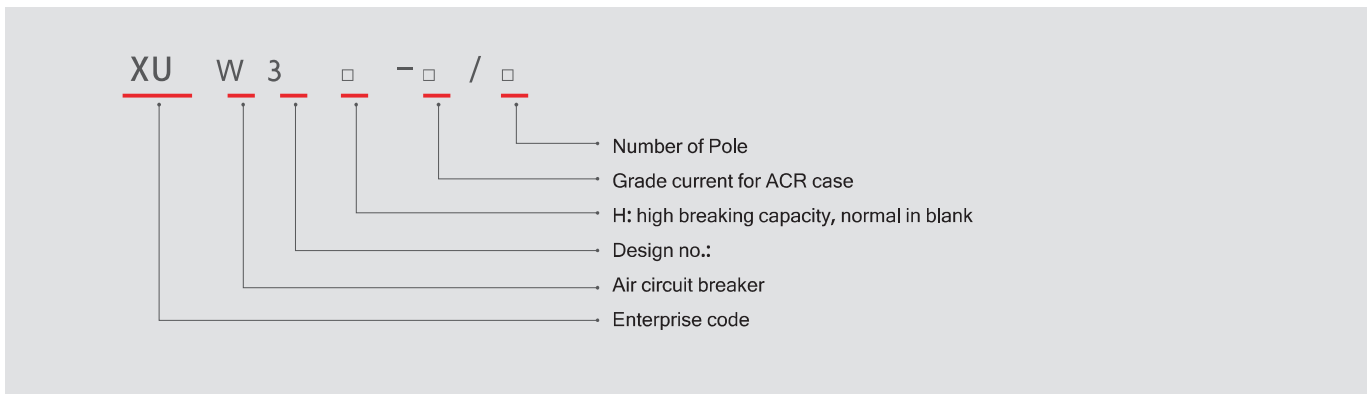 XU W 3 □ - □ / □
Number of Pole
Grade current for ACR case
H: high breaking capacity, normal in blank
Design no.:
Air circuit breaker
Enterprise code